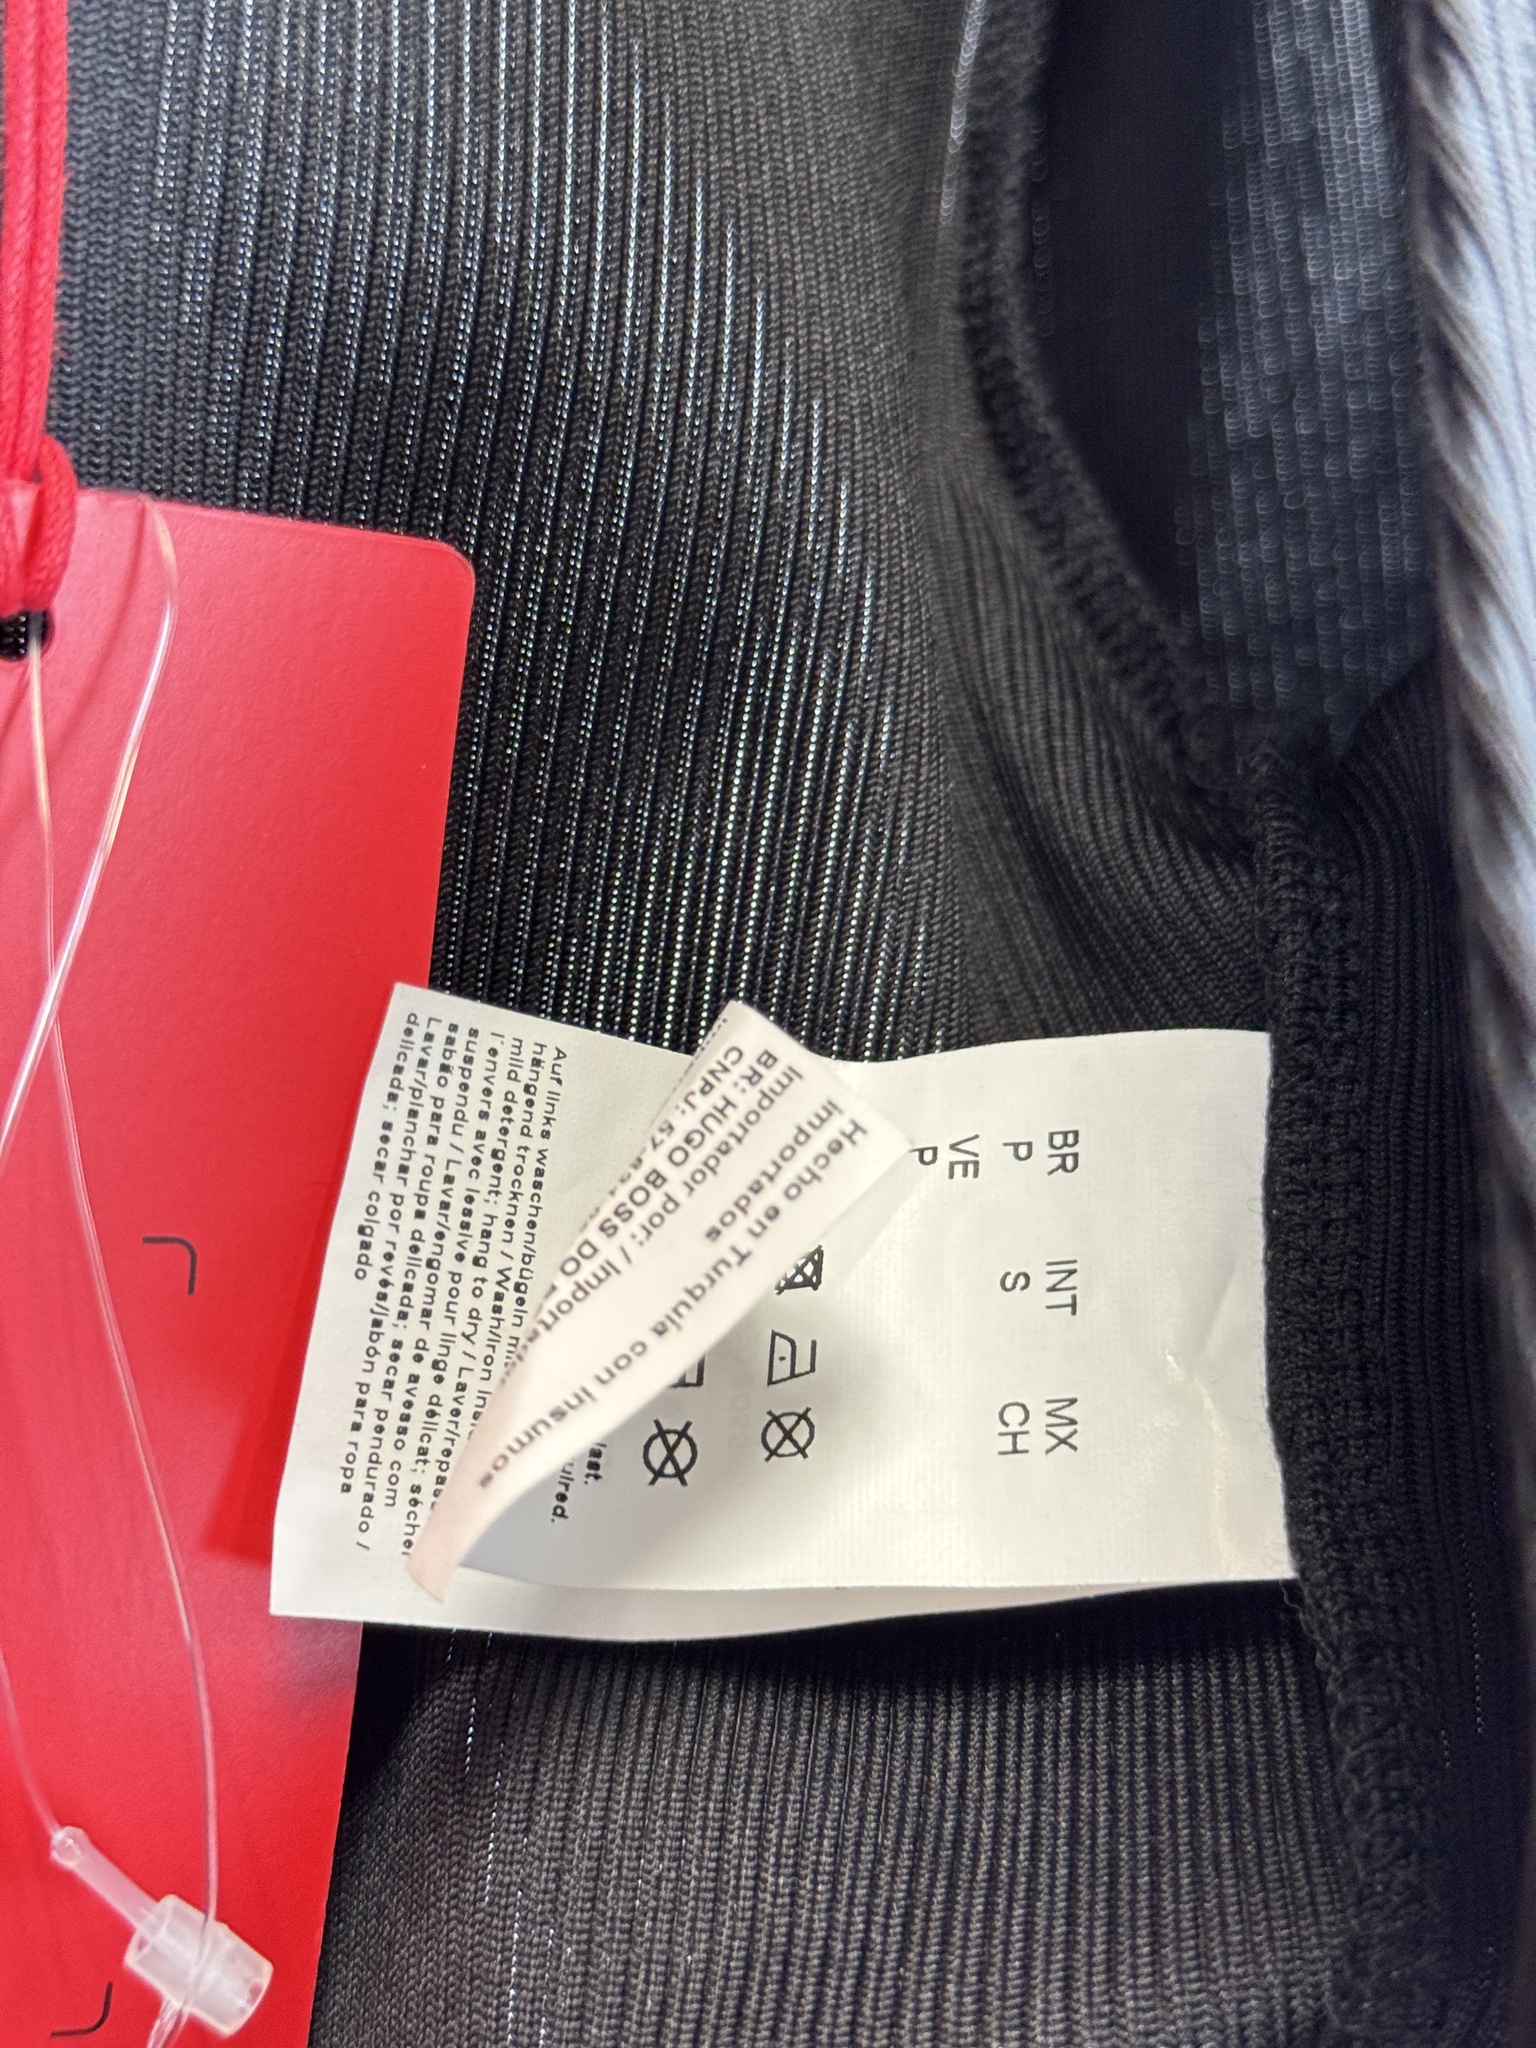 BR INT MX
P S CH
VE
P
Hecho en Turquía con insumos
importados
Importador por: /
BR: HUGO BOSS DO
CNPJ:
last.
Auf links waschen/bügeln
hängend trocknen / Wash/iron
mild detergent; hang to dry / Laver/
l'envers avec lessive pour linge délicat; sécher
suspendu / Lavar/engomar de avesso com
sabão para roupa delicada; secar pendurado /
Lavar/planchar por revés/jabón para ropa
delicada; secar colgado